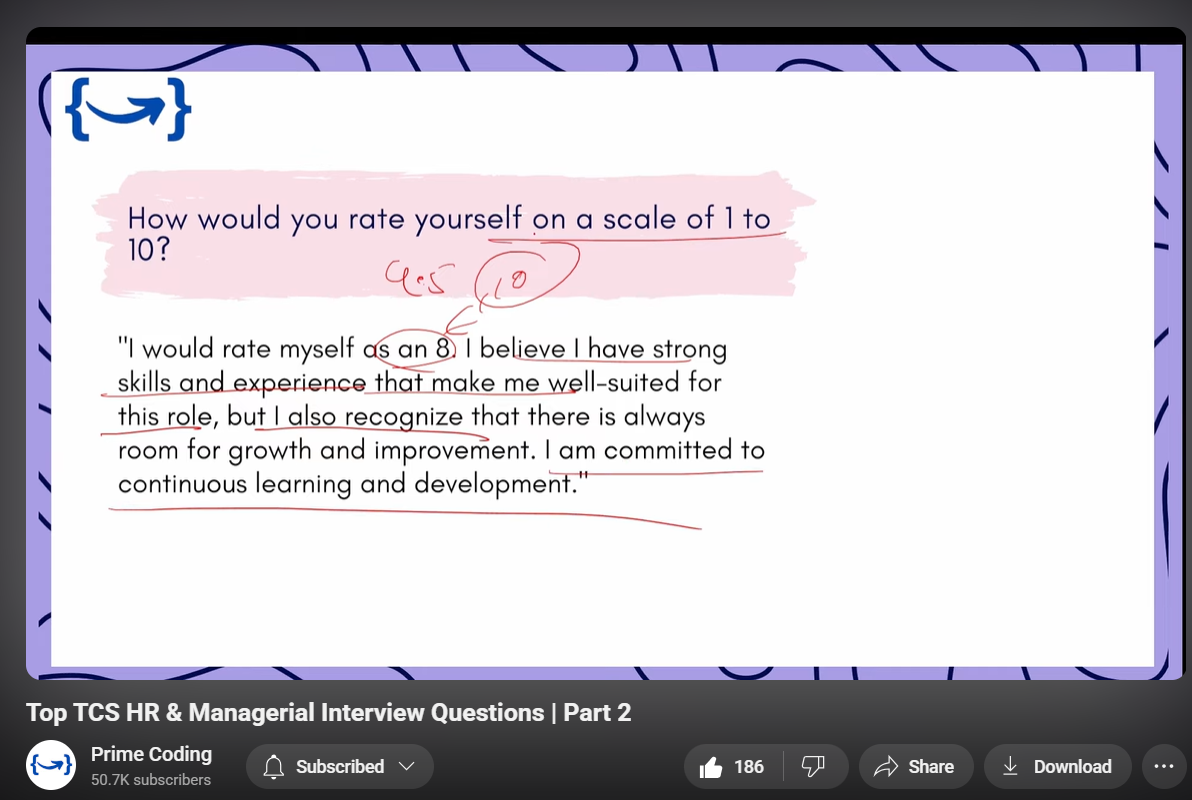 How would you rate yourself on a scale of 1 to
10?
10
"I would rate myself as an 8. I believe I have strong
skills and experience that make me well-suited for
this role, but I also recognize that there is always
room for growth and improvement. I am committed to
continuous learning and development."
Top TCS HR & Managerial Interview Questions | Part 2
Prime Coding
50.7K subscribers
Subscribed
186
Share
Download